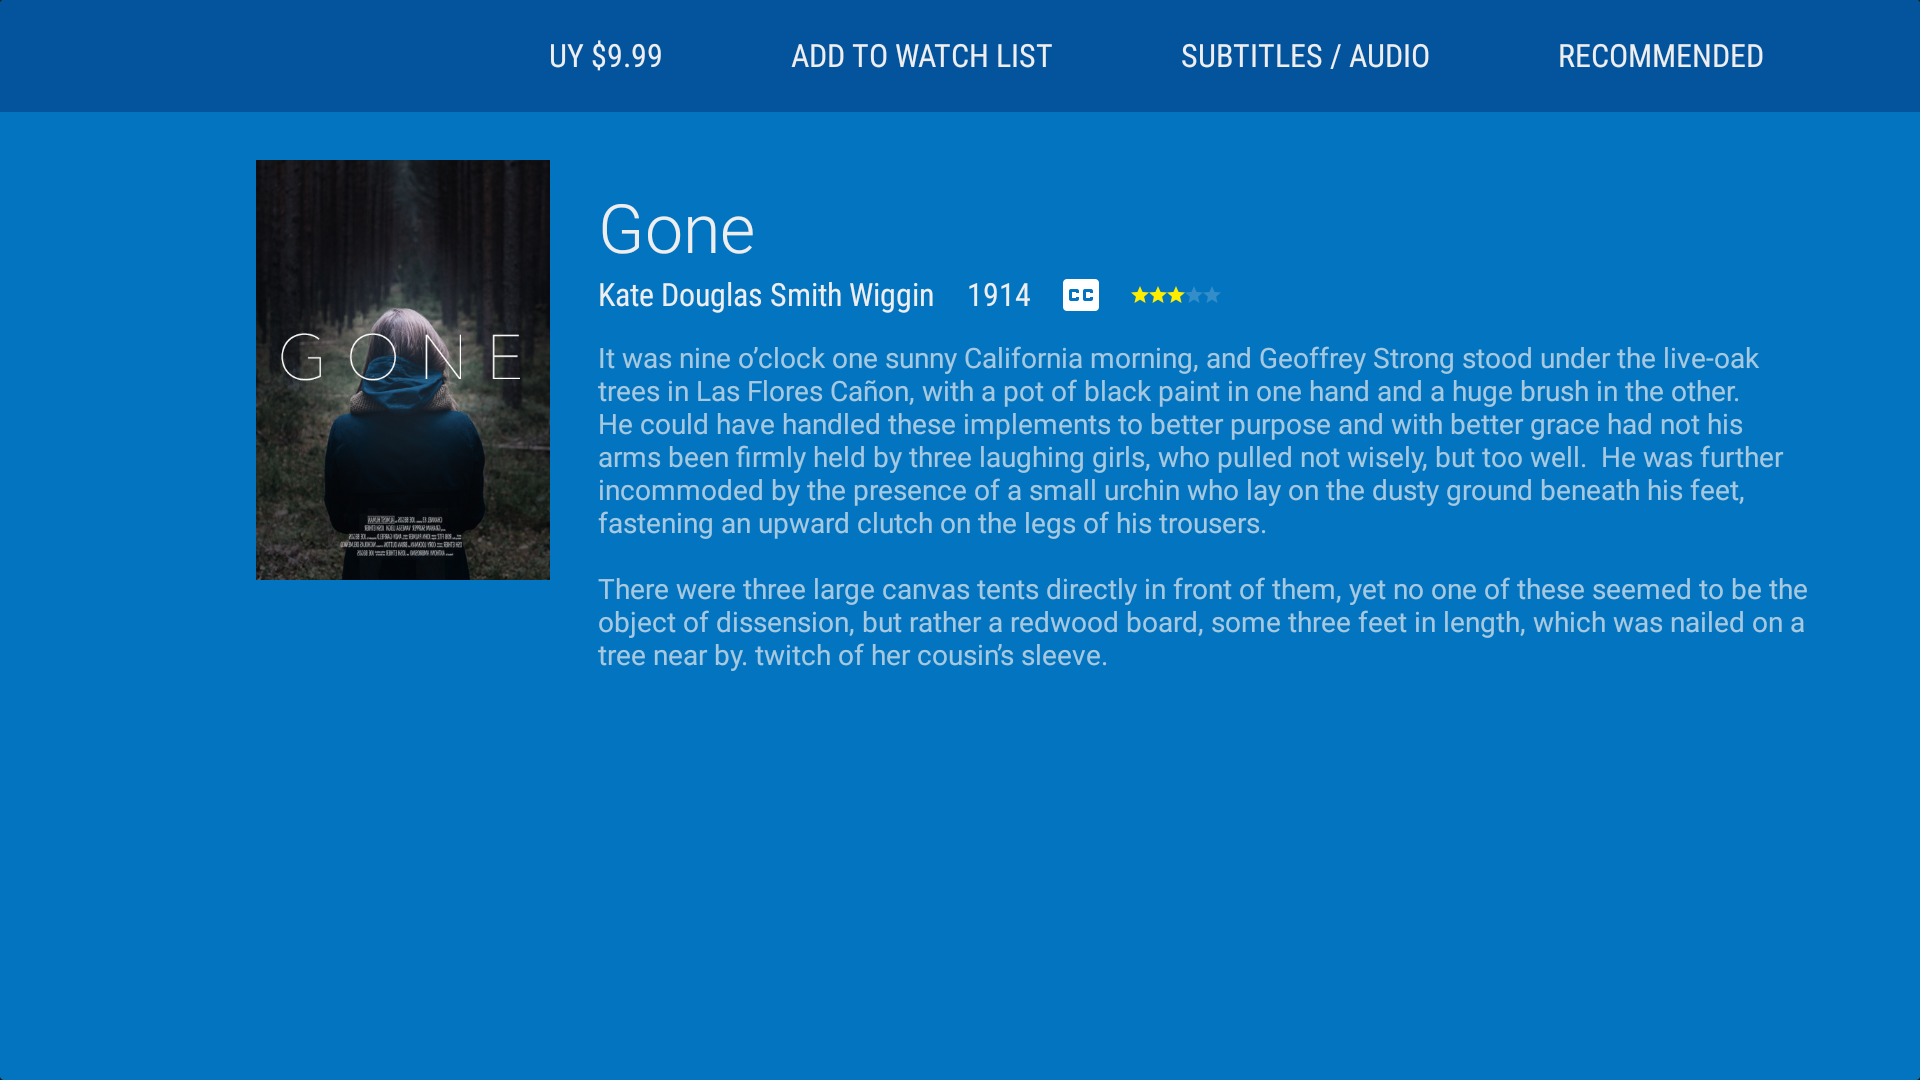 UY $9.99 ADD TO WATCH LIST SUBTITLES / AUDIO RECOMMENDED
GONE
Gone
Kate Douglas Smith Wiggin 1914 CC
It was nine o’clock one sunny California morning, and Geoffrey Strong stood under the live-oak
trees in Las Flores Cañon, with a pot of black paint in one hand and a huge brush in the other.
He could have handled these implements to better purpose and with better grace had not his
arms been firmly held by three laughing girls, who pulled not wisely, but too well.  He was further
incommoded by the presence of a small urchin who lay on the dusty ground beneath his feet,
fastening an upward clutch on the legs of his trousers.
There were three large canvas tents directly in front of them, yet no one of these seemed to be the
object of dissension, but rather a redwood board, some three feet in length, which was nailed on a
tree near by. twitch of her cousin’s sleeve.